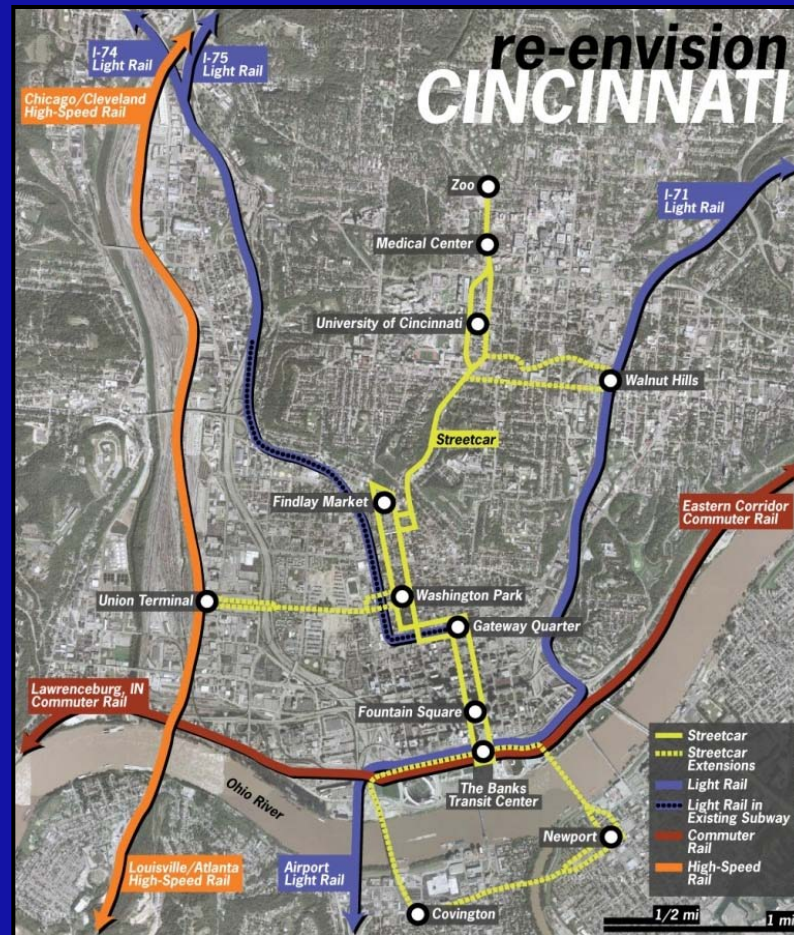 re-envision
CINCINNATI
I-74
Light Rail
I-75
Light Rail
Chicago/Cleveland
High-Speed Rail
Zoo
I-71
Light Rail
Medical Center
University of Cincinnati
Walnut Hills
Streetcar
Findlay Market
Eastern Corridor
Commuter Rail
Union Terminal
Washington Park
Gateway Quarter
Lawrenceburg, IN
Commuter Rail
Fountain Square
The Banks
Transit Center
Ohio River
Newport
Louisville/Atlanta
High-Speed Rail
Airport
Light Rail
Covington
Streetcar
Streetcar
Extensions
Light Rail
Light Rail in
Existing Subway
Commuter
Rail
High-Speed
Rail
1/2 mi
1 mi